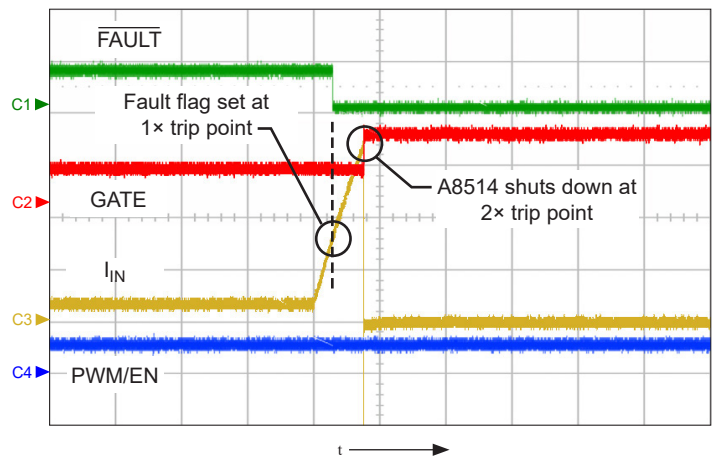 FAULT
C1
Fault flag set at
1× trip point
GATE
C2
A8514 shuts down at
2× trip point
IIN
C3
C4
PWM/EN
t